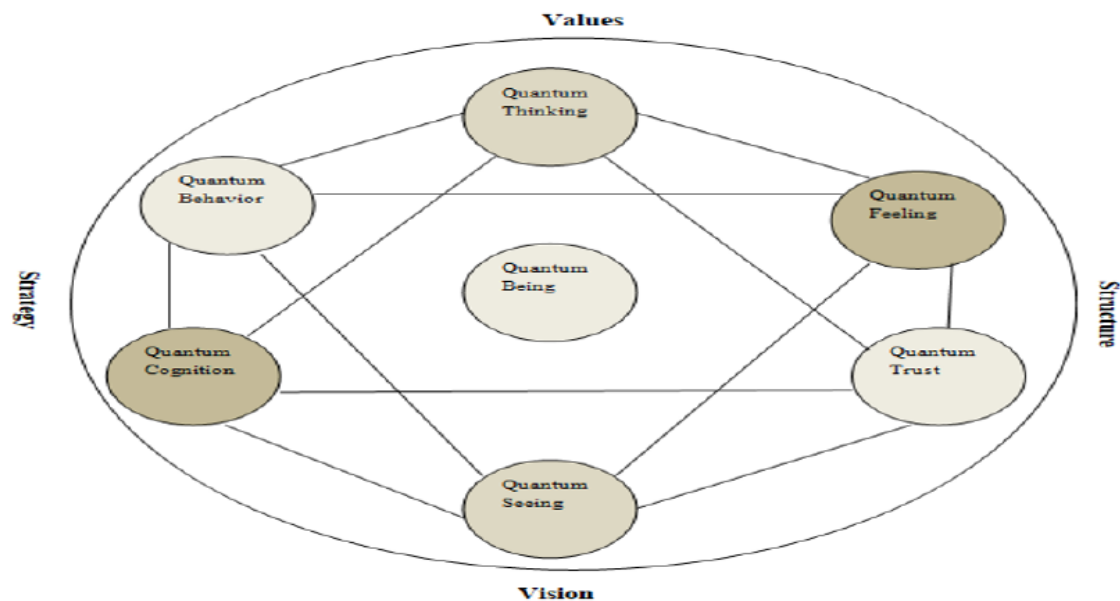 Values
Quantum
Thinking
Quantum
Behavior
Quantum
Feeling
Quantum
Being
Strategy
Structure
Quantum
Cognition
Quantum
Trust
Quantum
Seeing
Vision